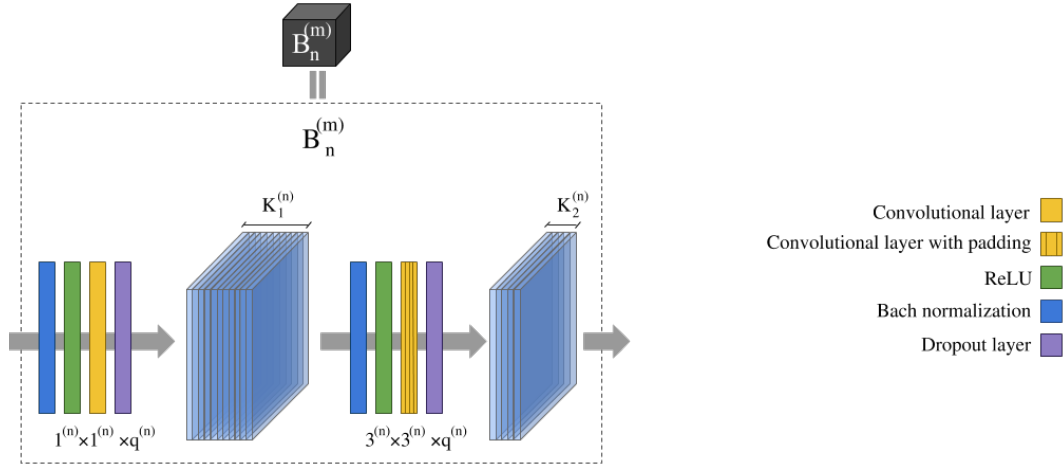 B_n^(m)
B_n^(m)
K_1^(n)
K_2^(n)
1^(n)×1^(n)×q^(n)
3^(n)×3^(n)×q^(n)
Convolutional layer
Convolutional layer with padding
ReLU
Bach normalization
Dropout layer